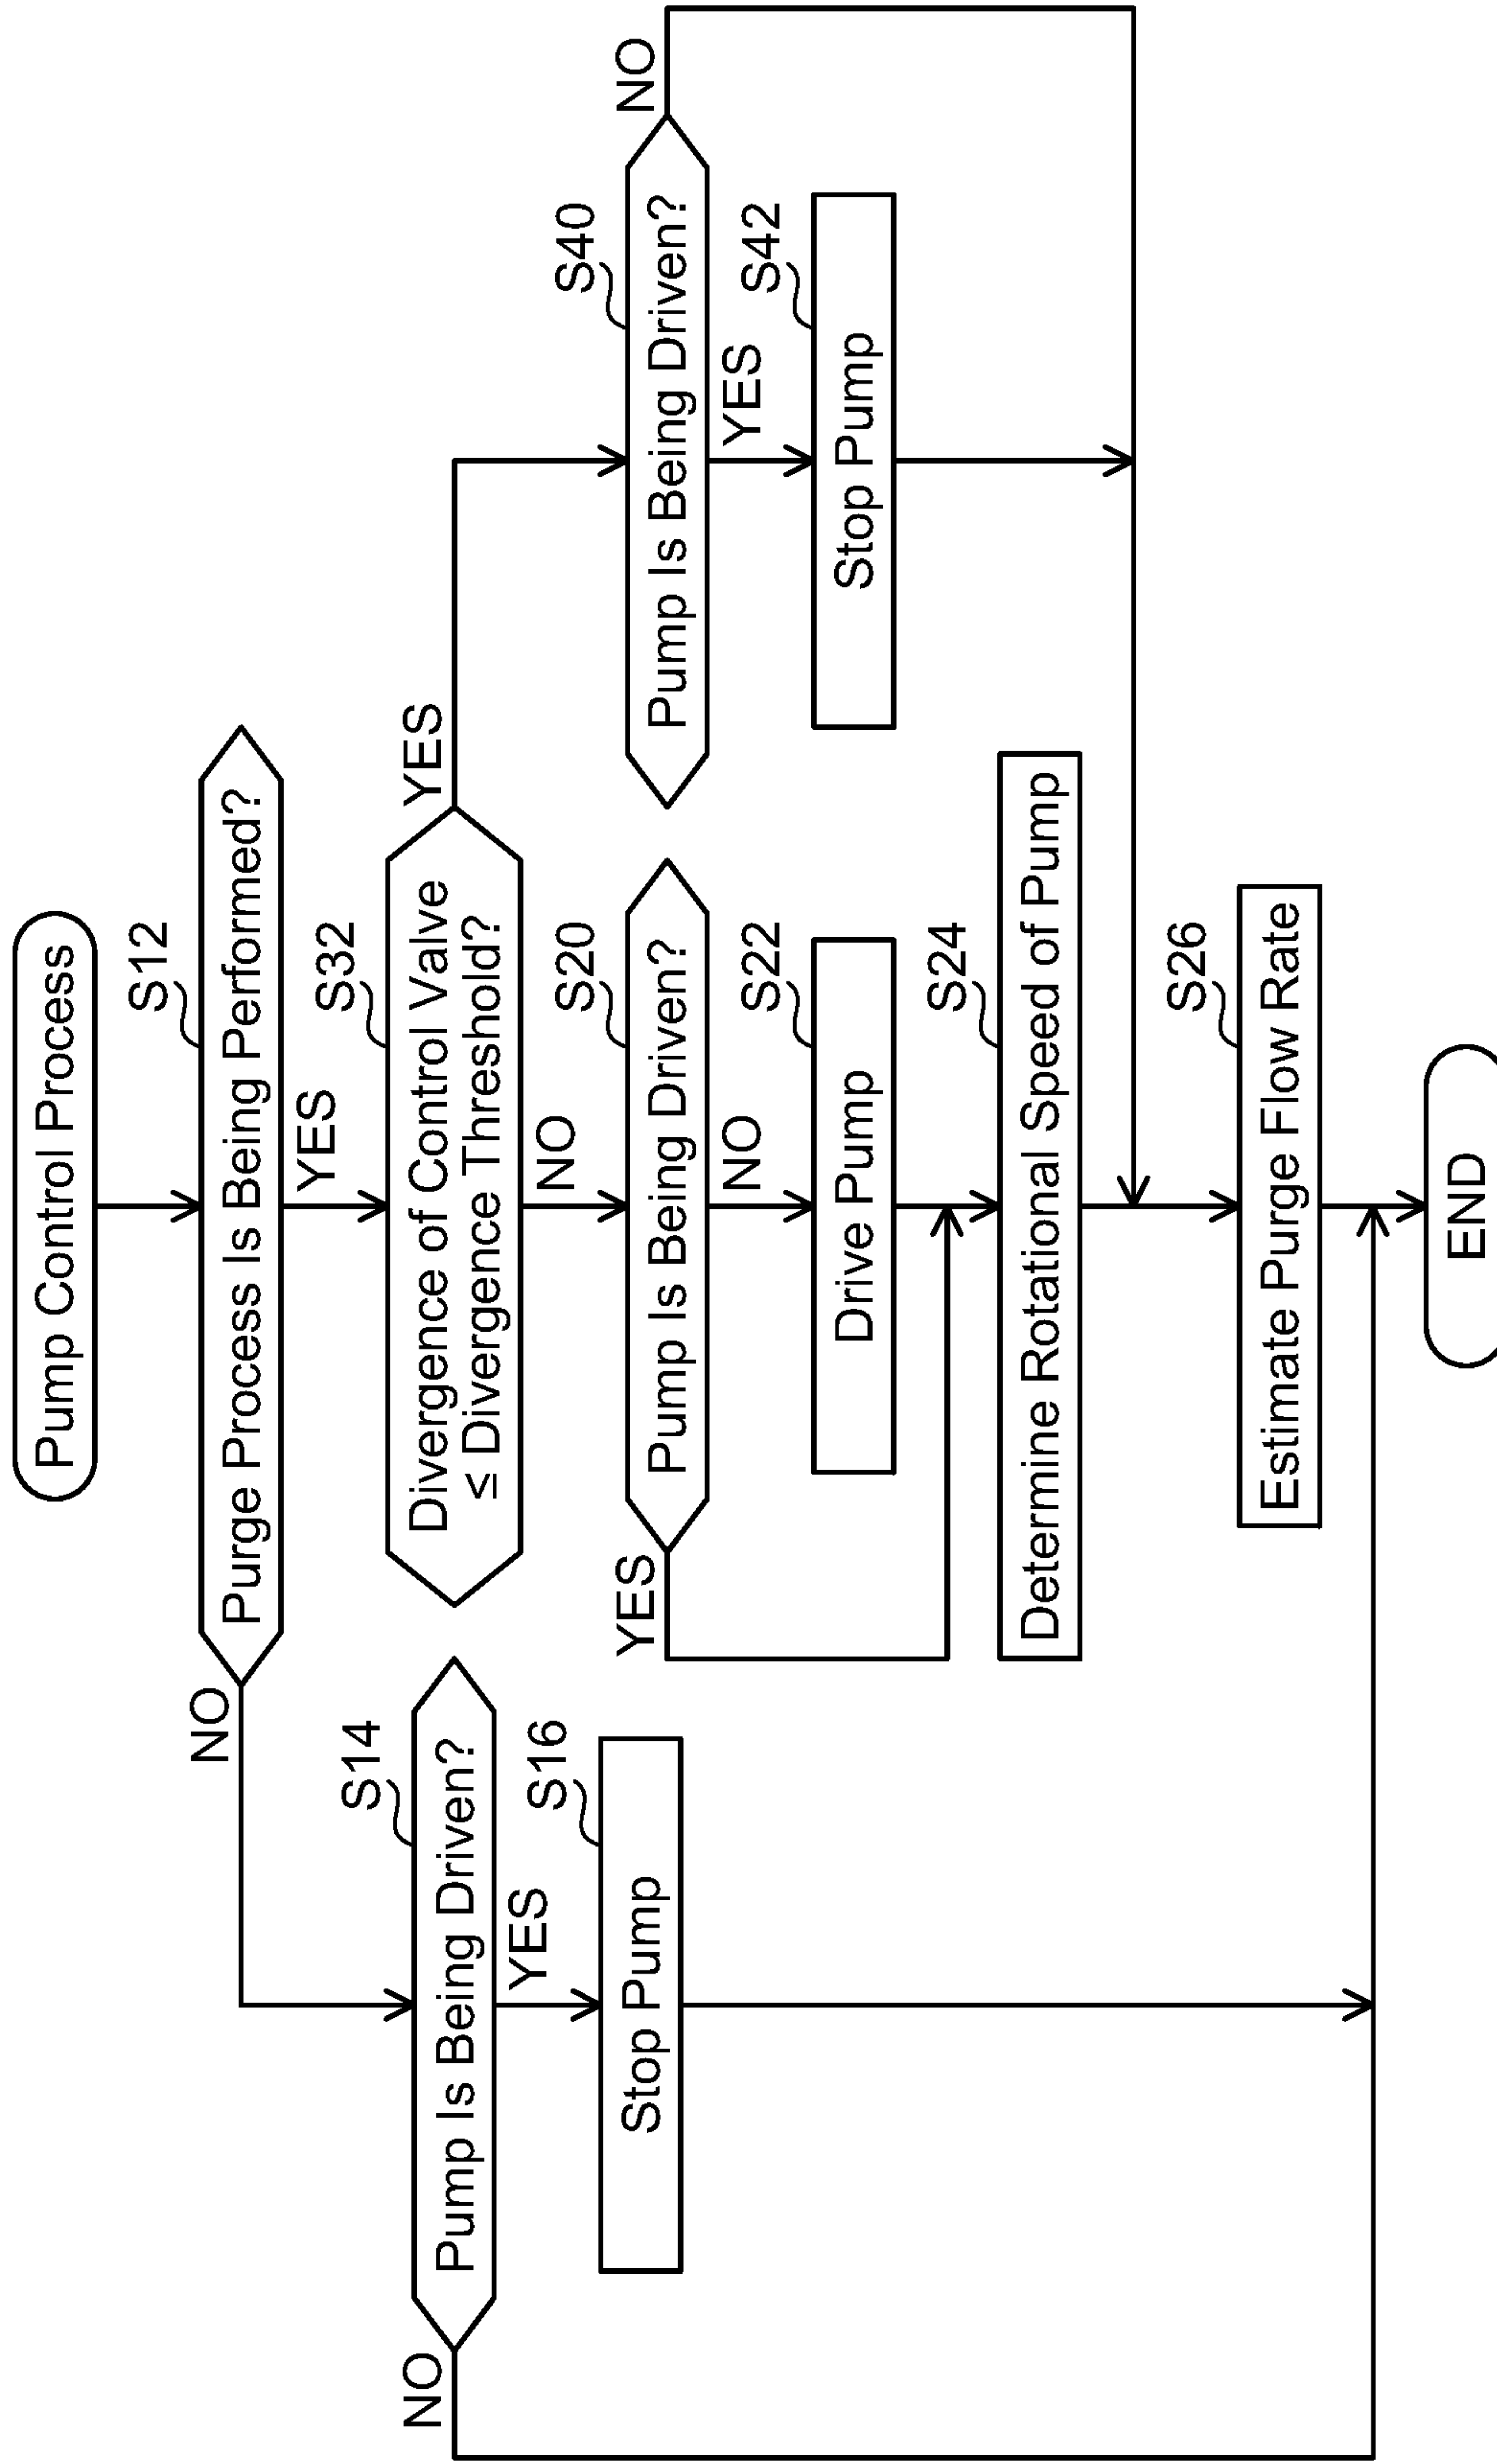 Pump Control Process
S12
Purge Process Is Being Performed?
NO
YES
S14
Pump Is Being Driven?
NO
YES
S16
Stop Pump
S32
Divergence of Control Valve
≤ Divergence Threshold?
YES
NO
S20
Pump Is Being Driven?
YES
NO
S22
Drive Pump
S40
Pump Is Being Driven?
NO
YES
S42
Stop Pump
S24
Determine Rotational Speed of Pump
S26
Estimate Purge Flow Rate
END